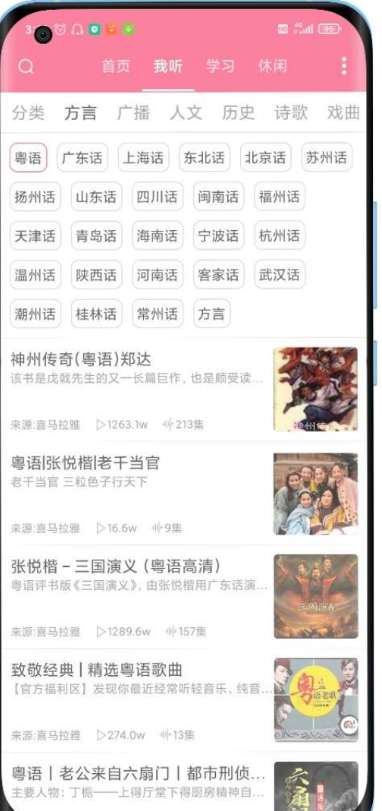 95
首页 我听 学习 休闲
分类 方言 广播 人文 历史 诗歌 戏曲
粤语 广东话 上海话 东北话 北京话 苏州话
扬州话 山东话 四川话 闽南话 福州话
天津话 青岛话 海南话 宁波话 杭州话
温州话 陕西话 河南话 客家话 武汉话
潮州话 桂林话 常州话 方言
神州传奇(粤语)郑达
该书是戊戟先生的又一长篇巨作，也是颇受读...
来源:喜马拉雅 1263.1w 213集
粤语|张悦楷|老千当官
老千当官 三粒色子行天下
来源:喜马拉雅 16.6w 9集
张悦楷 – 三国演义（粤语高清）
粤语评书版《三国演义》，由张悦楷用广东话演...
来源:喜马拉雅 1289.6w 157集
三国演义
致敬经典 | 精选粤语歌曲
【官方福利区】发现你最近经常听轻音乐、纯音...
来源:喜马拉雅 274.0w 13集
粤语老歌
粤语丨老公来自六扇门丨都市刑侦...
主要人物：丁栀——上得厅堂下得厨房精神自...
六扇